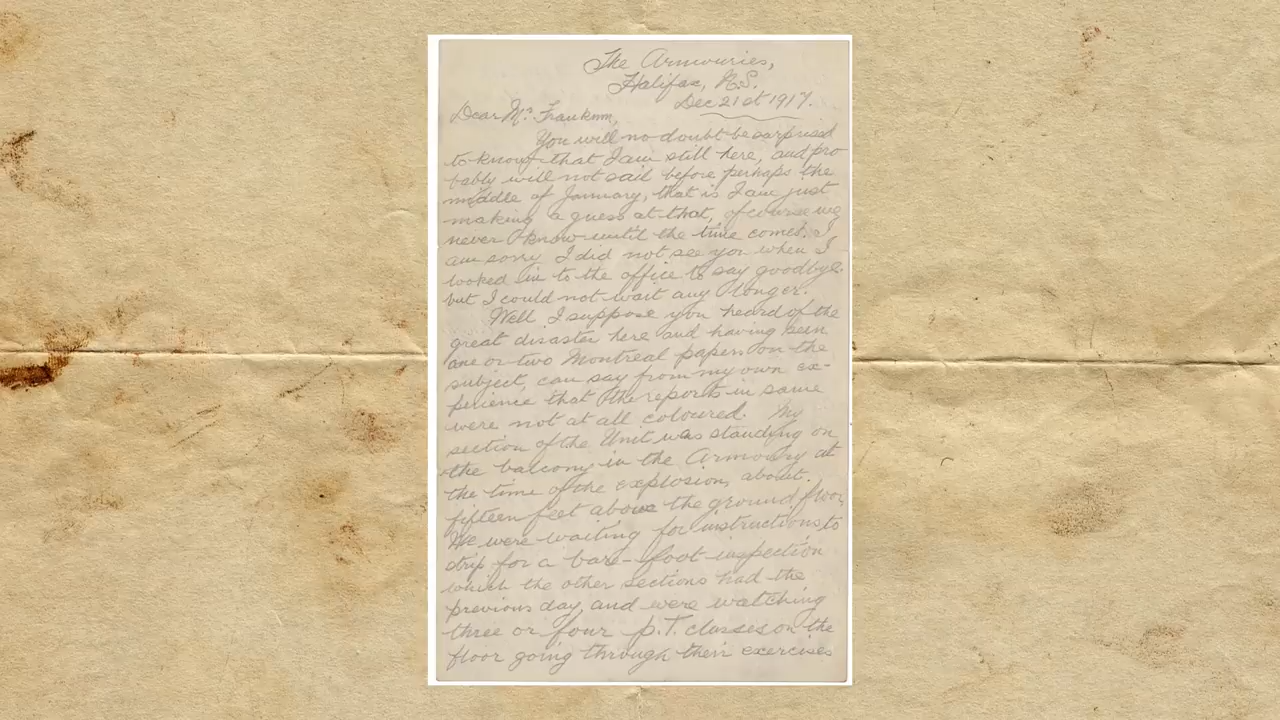 The Armouries,
Halifax, N.S.
Dec 21st 1917.
Dear Mr. Frankom,
You will no doubt be surprised
to know that I am still here, and pro
bably will not sail before perhaps the
middle of January, that is I am just
making a guess at that, of course we
never know until the time comes. I
am sorry I did not see you when I
looked in to the office to say goodbye
but I could not wait any longer.
Well I suppose you heard of the
great disaster here and having seen
one or two Montreal papers on the
subject, can say from my own ex-
perience that the reports in same
were not at all coloured. My
section of the Unit was standing on
the balcony in the Armoury at
the time of the explosion, about
fifteen feet above the ground floor
We were waiting for instructions to
strip for a bare-foot inspection
which the other sections had the
previous day, and were watching
three or four P.T. classes on the
floor going through their exercises